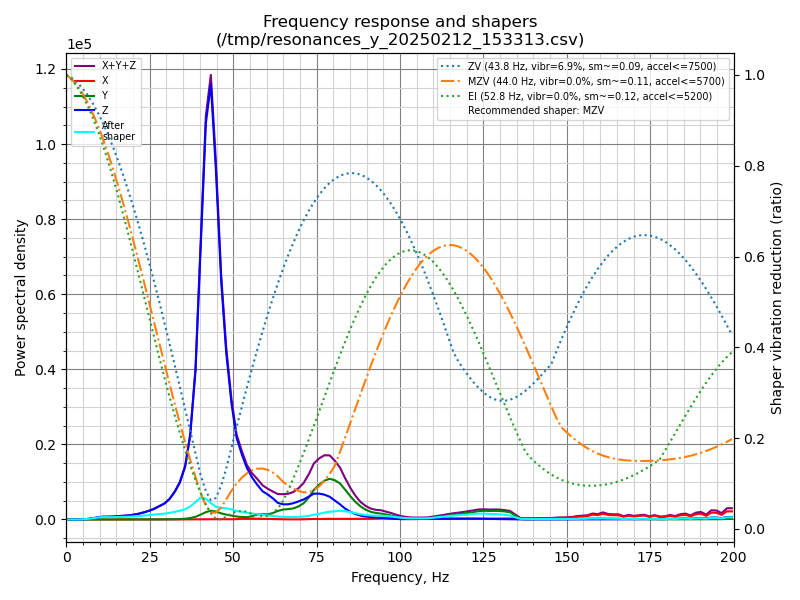 Frequency response and shapers
(/tmp/resonances_y_20250212_153313.csv)
1e5
X+Y+Z
X
Y
Z
After
shaper
ZV (43.8 Hz, vibr=6.9%, sm~=0.09, accel<=7500)
MZV (44.0 Hz, vibr=0.0%, sm~=0.11, accel<=5700)
EI (52.8 Hz, vibr=0.0%, sm~=0.12, accel<=5200)
Recommended shaper: MZV
Power spectral density
1.2
1.0
0.8
0.6
0.4
0.2
0.0
1.0
0.8
0.6
0.4
0.2
0.0
Shaper vibration reduction (ratio)
0 25 50 75 100 125 150 175 200
Frequency, Hz